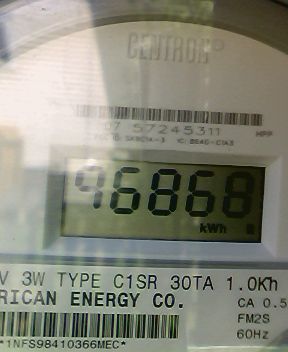 CENTRON®
07 57245311 HPP
96868
kWh
V 3W TYPE C1SR 30TA 1.0Kh
RICAN ENERGY CO.
CA 0.5
FM2S
60Hz
*1NFS98410366MEC*